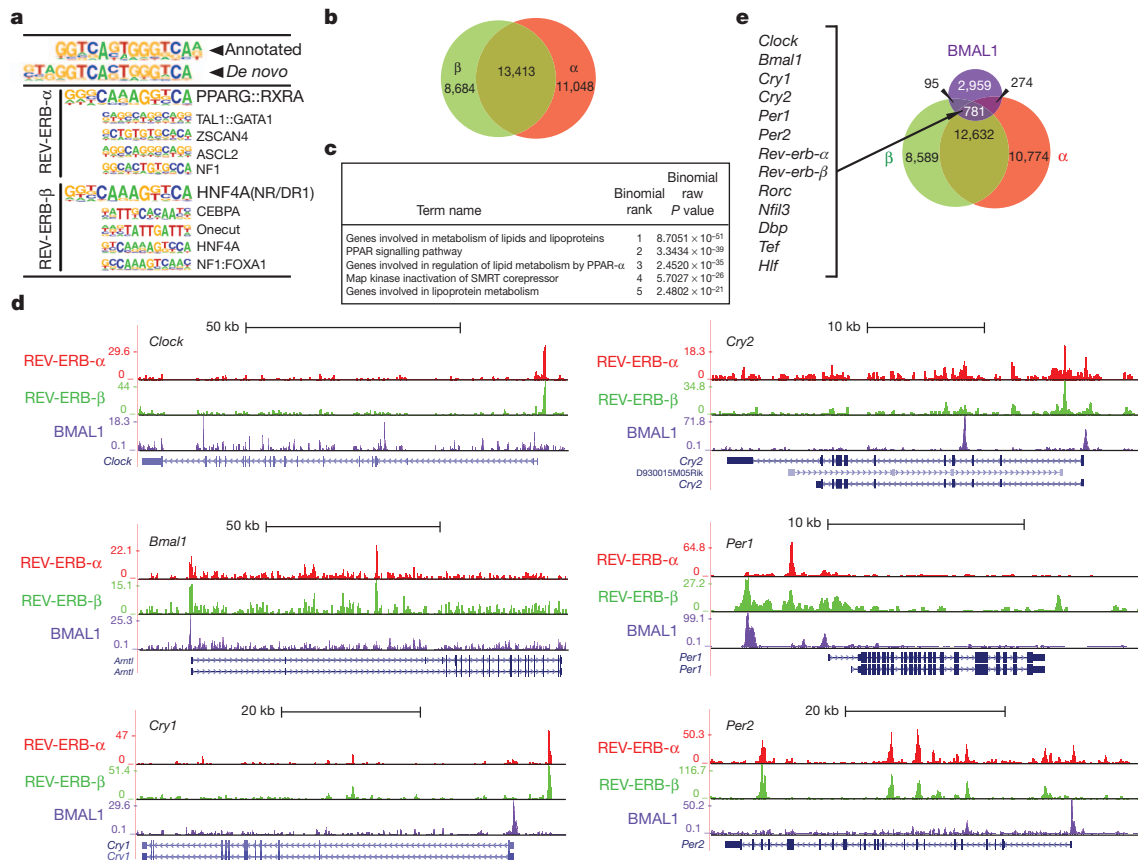 a
GGTCAGTGGGTCAA Annotated
GTAGGTCACTGGGTCA De novo
REV-ERB-α
GGGCAAAGGTCA PPARG::RXRA
TAL1::GATA1
GCTGTGTGCACA ZSCAN4
ASCL2
GGCACTGTGCCA NF1
REV-ERB-β
GGTCAAAGGTCA HNF4A(NR/DR1)
CEBPA
Onecut
HNF4A
NF1:FOXA1
b
β
8,684
13,413
α
11,048
c
Term name
Binomial rank
Binomial raw P value
Genes involved in metabolism of lipids and lipoproteins 1 8.7051 × 10⁻⁵¹
PPAR signalling pathway 2 3.3434 × 10⁻³⁹
Genes involved in regulation of lipid metabolism by PPAR-α 3 2.4520 × 10⁻³⁵
Map kinase inactivation of SMRT corepressor 4 5.7027 × 10⁻²⁶
Genes involved in lipoprotein metabolism 5 2.4802 × 10⁻²¹
e
Clock
Bmal1
Cry1
Cry2
Per1
Per2
Rev-erb-α
Rev-erb-β
Rorc
Nfil3
Dbp
Tef
Hlf
BMAL1
95
2,959
274
781
12,632
β
8,589
10,774
α
d
50 kb
Clock
REV-ERB-α
29.6
0
REV-ERB-β
44
0
BMAL1
18.3
0.1
Clock
10 kb
Cry2
REV-ERB-α
18.3
0
REV-ERB-β
34.8
0
BMAL1
71.8
0.1
Cry2
D930015M05Rik
Cry2
50 kb
Bmal1
REV-ERB-α
22.1
0
REV-ERB-β
15.1
0
BMAL1
25.3
0.1
Arntl
Arntl
10 kb
Per1
REV-ERB-α
64.8
0
REV-ERB-β
27.2
0
BMAL1
99.1
0.1
Per1
Per1
20 kb
Cry1
REV-ERB-α
47
0
REV-ERB-β
51.4
0
BMAL1
29.6
0.1
Cry1
Cry1
20 kb
Per2
REV-ERB-α
50.3
0
REV-ERB-β
116.7
0
BMAL1
50.2
0.1
Per2